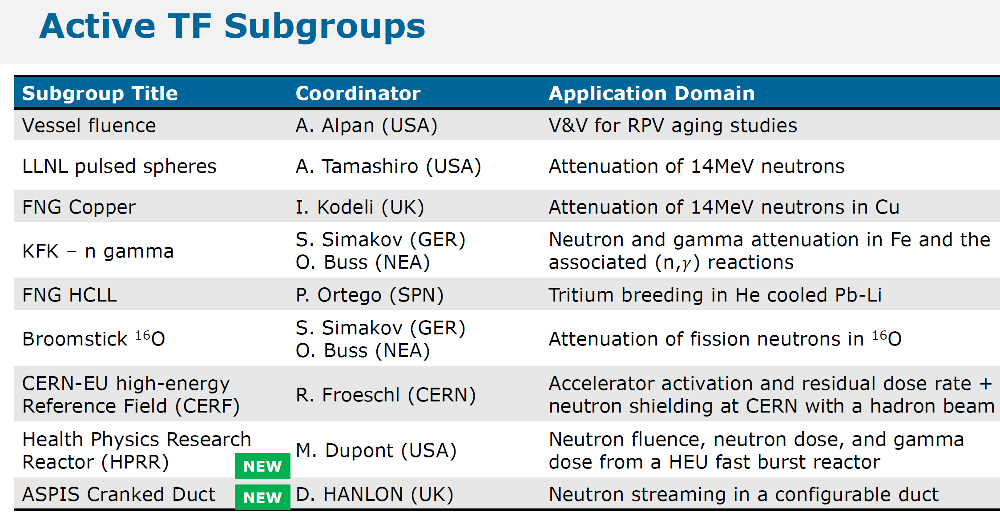 Active TF Subgroups
Subgroup Title Coordinator Application Domain
Vessel fluence A. Alpan (USA) V&V for RPV aging studies
LLNL pulsed spheres A. Tamashiro (USA) Attenuation of 14MeV neutrons
FNG Copper I. Kodeli (UK) Attenuation of 14MeV neutrons in Cu
KFK – n gamma
S. Simakov (GER)
O. Buss (NEA)
Neutron and gamma attenuation in Fe and the
associated (n,γ) reactions
FNG HCLL P. Ortego (SPN) Tritium breeding in He cooled Pb-Li
Broomstick ¹⁶O
S. Simakov (GER)
O. Buss (NEA)
Attenuation of fission neutrons in ¹⁶O
CERN-EU high-energy
Reference Field (CERF)
R. Froeschl (CERN)
Accelerator activation and residual dose rate +
neutron shielding at CERN with a hadron beam
Health Physics Research
Reactor (HPRR)
NEW
M. Dupont (USA)
Neutron fluence, neutron dose, and gamma
dose from a HEU fast burst reactor
ASPIS Cranked Duct NEW D. HANLON (UK) Neutron streaming in a configurable duct